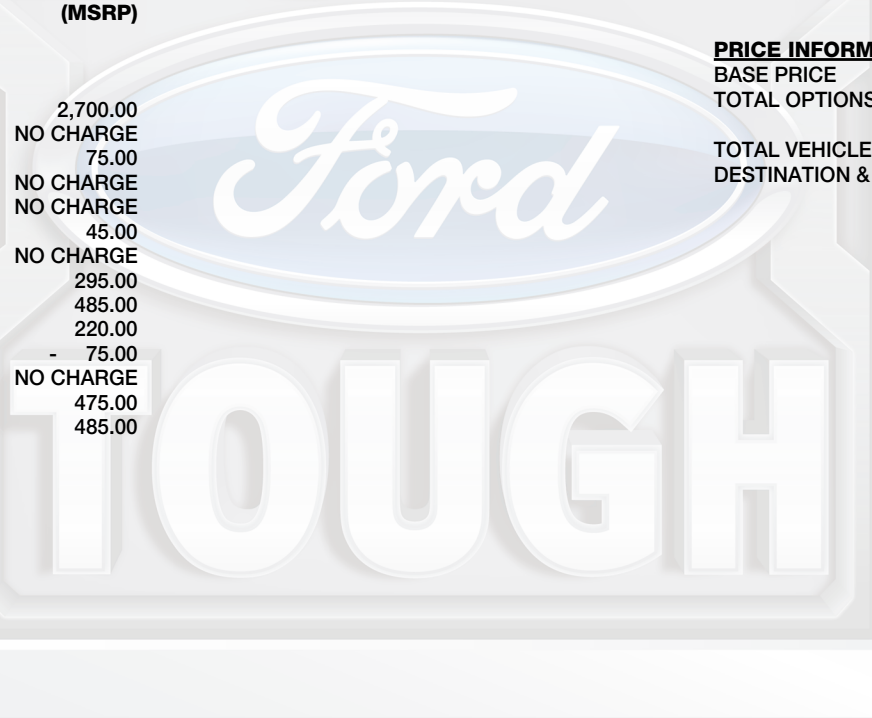 (MSRP)
2,700.00
NO CHARGE
75.00
NO CHARGE
NO CHARGE
45.00
NO CHARGE
295.00
485.00
220.00
- 75.00
NO CHARGE
475.00
485.00
PRICE INFORM
BASE PRICE
TOTAL OPTIONS
TOTAL VEHICLE
DESTINATION &
Ford
TOUGH